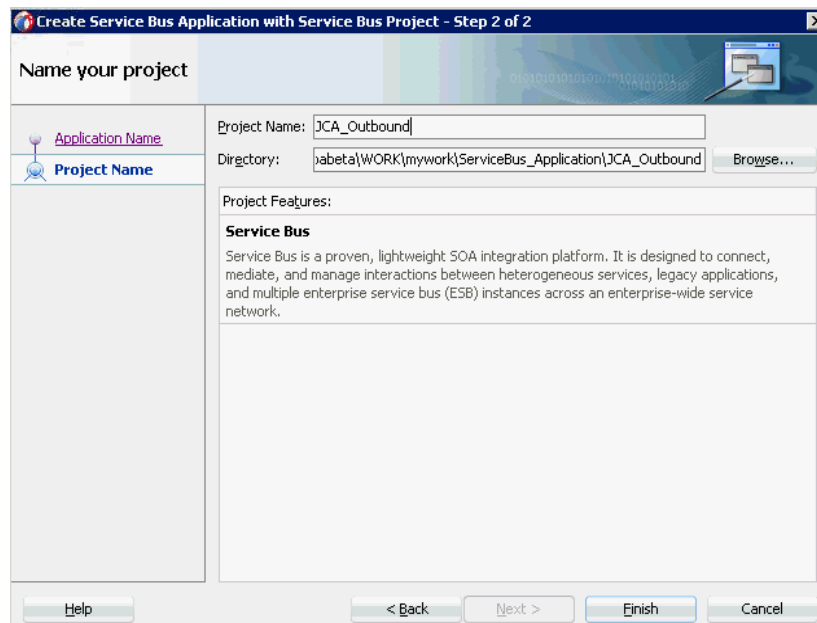 Create Service Bus Application with Service Bus Project - Step 2 of 2
Name your project
Application Name
Project Name
Project Name: JCA_Outbound
Directory: oabeta\WORK\mywork\ServiceBus_Application\JCA_Outbound Browse...
Project Features:
Service Bus
Service Bus is a proven, lightweight SOA integration platform. It is designed to connect,
mediate, and manage interactions between heterogeneous services, legacy applications,
and multiple enterprise service bus (ESB) instances across an enterprise-wide service
network.
Help < Back Next > Finish Cancel